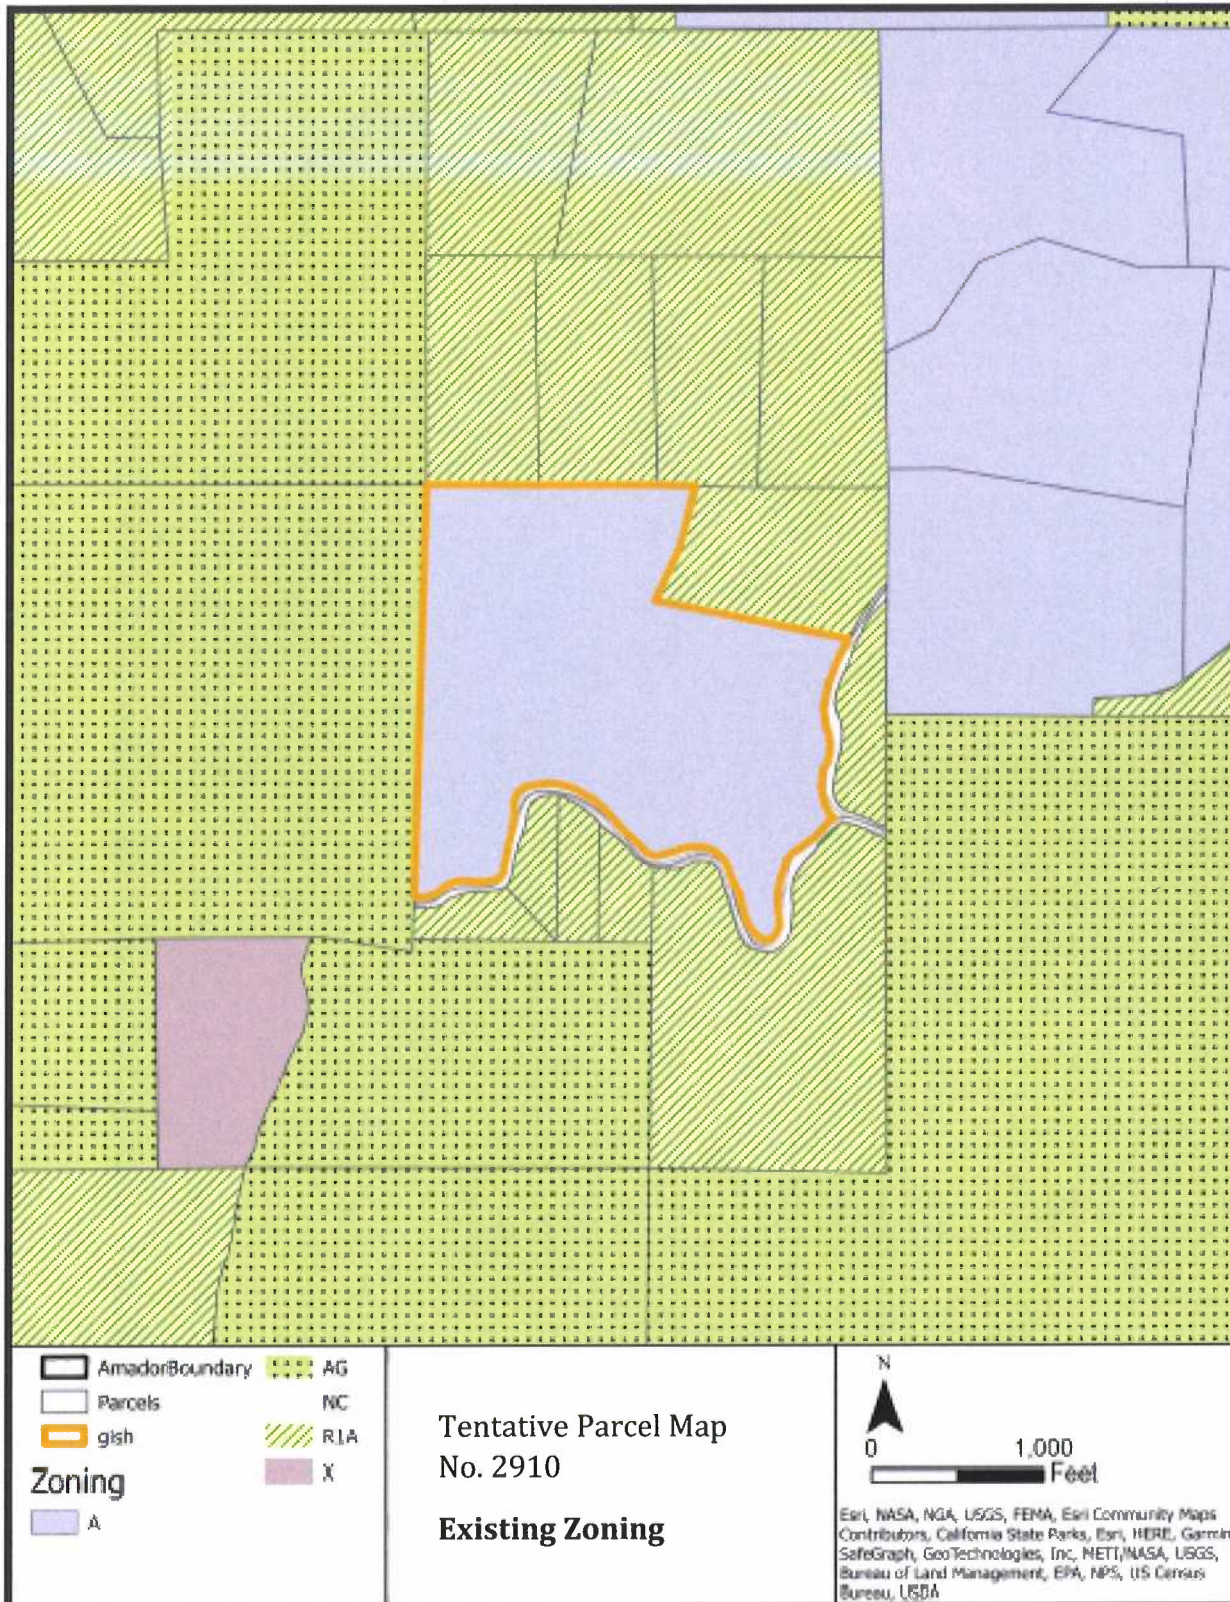 AmadorBoundary
Parcels
gish
Zoning
A
AG
NC
R1A
X
Tentative Parcel Map
No. 2910
Existing Zoning
N
0 1,000
Feet
Esri, NASA, NGA, USGS, FEMA, Esri Community Maps
Contributors, California State Parks, Esri, HERE, Garmin,
SafeGraph, GeoTechnologies, Inc, METI/NASA, USGS,
Bureau of Land Management, EPA, NPS, US Census
Bureau, USDA